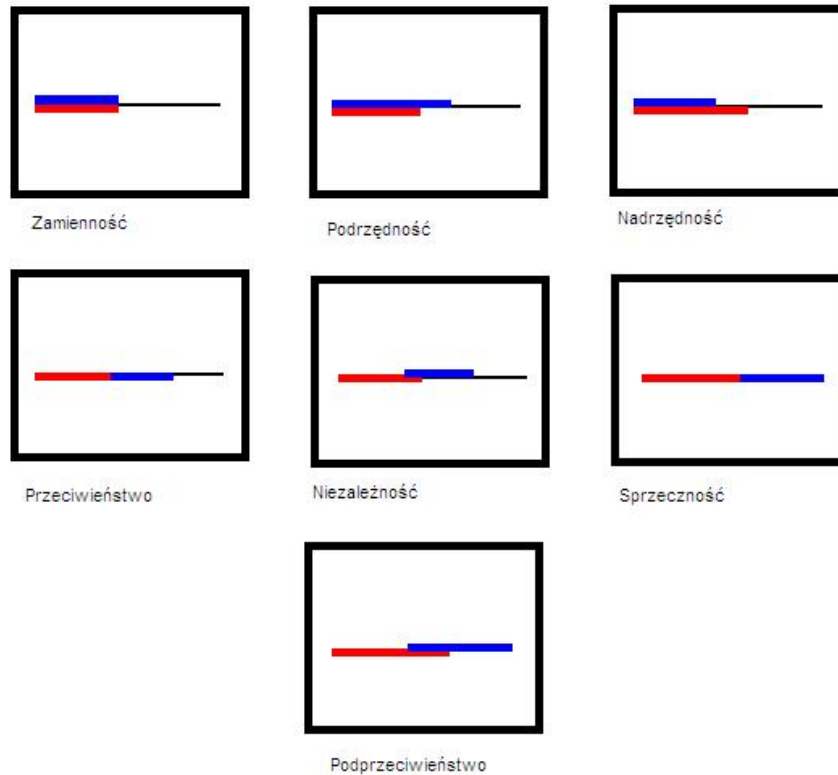 Zamienność
Podrzędność
Nadrzędność
Przeciwieństwo
Niezależność
Sprzeczność
Podprzeciwieństwo